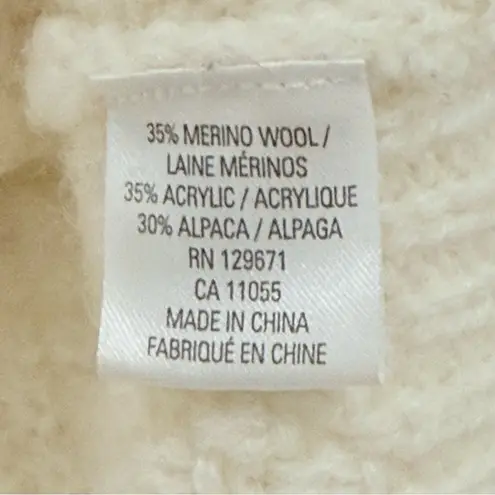 35% MERINO WOOL /
LAINE MÉRINOS
35% ACRYLIC / ACRYLIQUE
30% ALPACA / ALPAGA
RN 129671
CA 11055
MADE IN CHINA
FABRIQUÉ EN CHINE